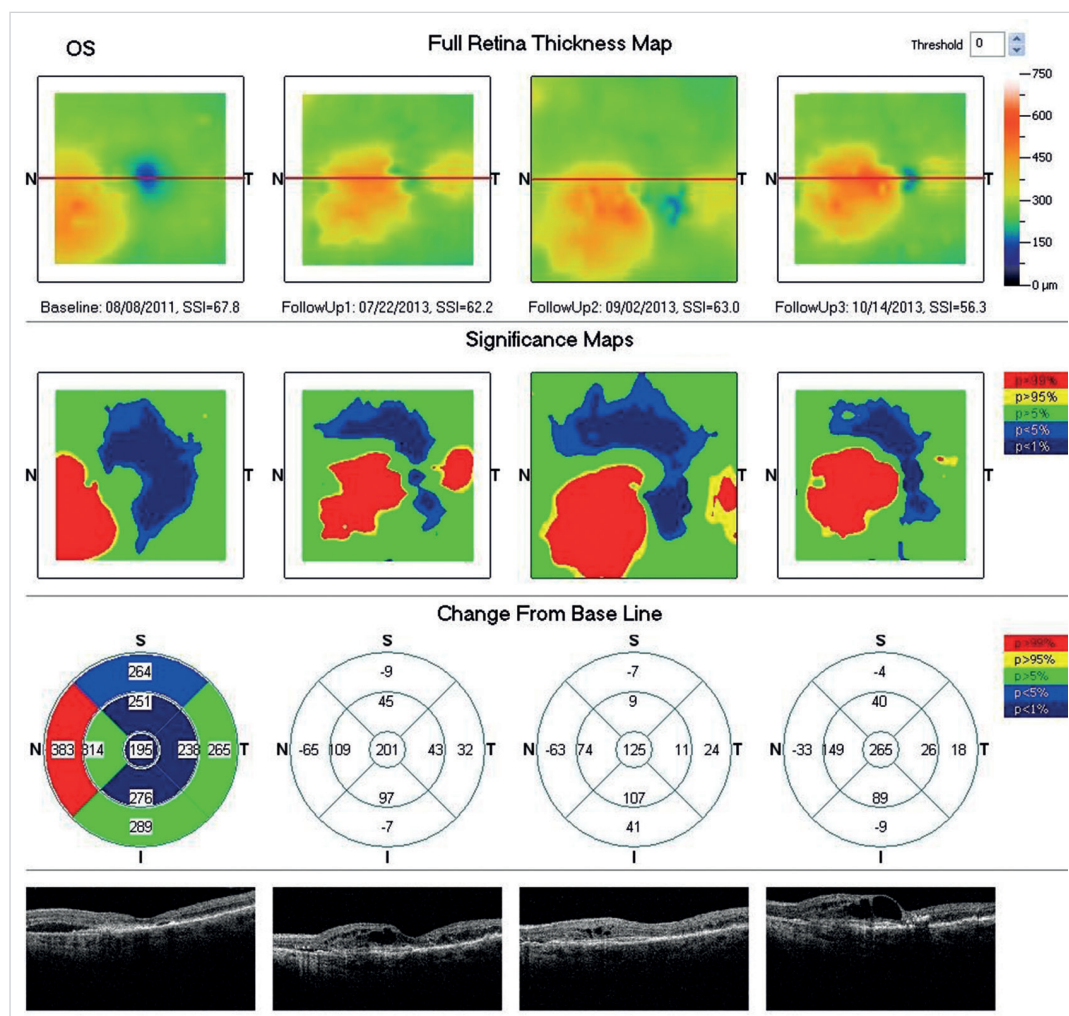 OS
Full Retina Thickness Map
Threshold 0
750
600
450
300
150
0 µm
N T N T N T N T
Baseline: 08/08/2011, SSI=67.8
FollowUp1: 07/22/2013, SSI=62.2
FollowUp2: 09/02/2013, SSI=63.0
FollowUp3: 10/14/2013, SSI=56.3
Significance Maps
p>99%
p>95%
p>5%
p<5%
p<1%
N T N T N T N T
Change From Base Line
p>99%
p>95%
p>5%
p<5%
p<1%
S S S S
264 -9 -7 -4
251 45 9 40
N 383 314 195 238 265 T
N -65 109 201 43 32 T
N -63 74 125 11 24 T
N -33 149 265 26 18 T
276 97 107 89
289 -7 41 -9
I I I I